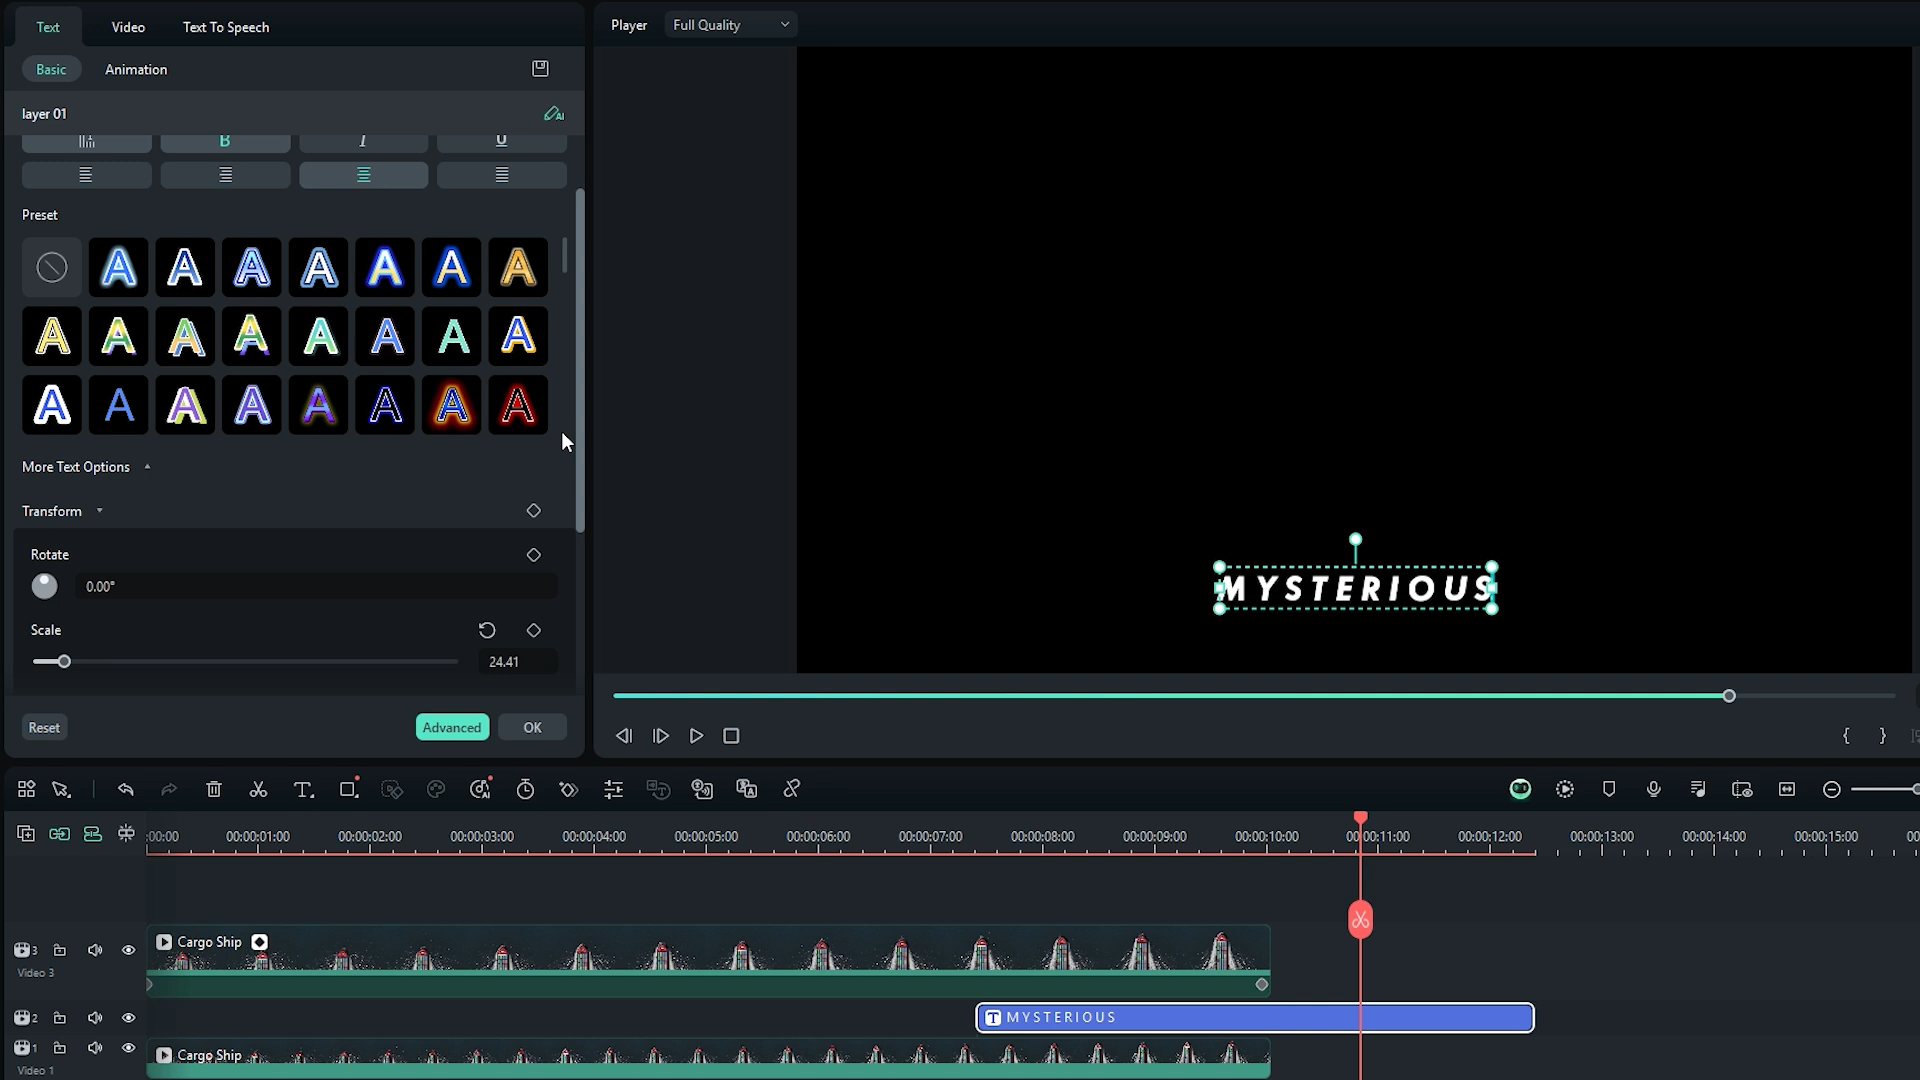 Text Video Text To Speech
Basic Animation
layer 01
B I U
Preset
A A A A A A A
A A A A A A A A
A A A A A A A A
More Text Options
Transform
Rotate
0.00°
Scale
24.41
Reset Advanced OK
Player Full Quality
MYSTERIOUS
{ }
:00:00 00:00:01:00 00:00:02:00 00:00:03:00 00:00:04:00 00:00:05:00 00:00:06:00 00:00:07:00 00:00:08:00 00:00:09:00 00:00:10:00 00:00:11:00 00:00:12:00 00:00:13:00 00:00:14:00 00:00:15:00 00
3 Cargo Ship
Video 3
2 T MYSTERIOUS
1 Cargo Ship
Video 1